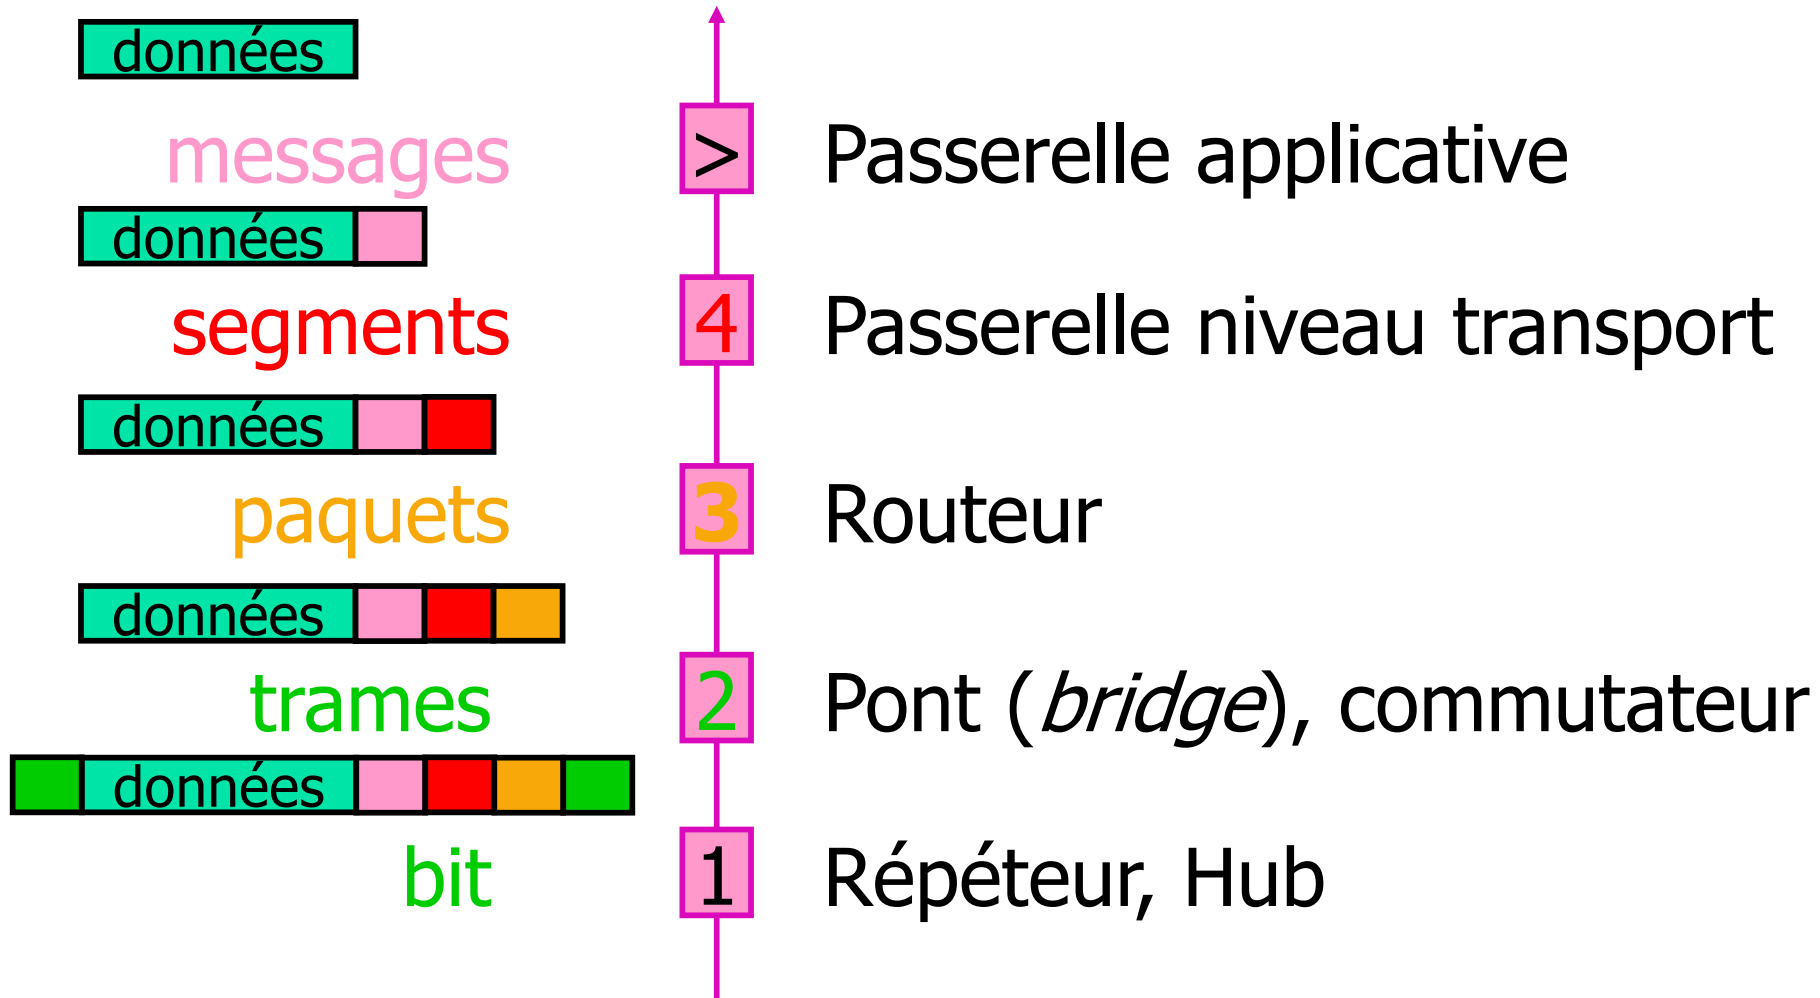 données
messages > Passerelle applicative
données
segments 4 Passerelle niveau transport
données
paquets 3 Routeur
données
trames 2 Pont (bridge), commutateur
données
bit 1 Répéteur, Hub